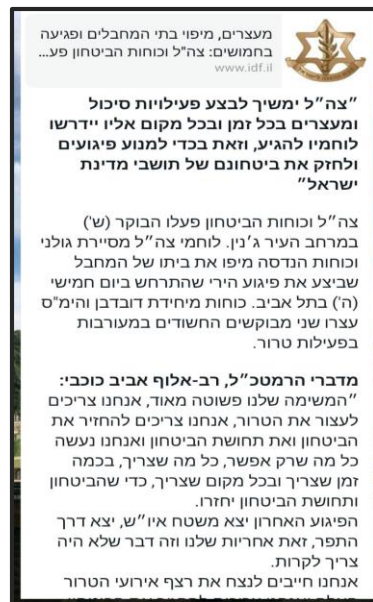 מעצרים, מיפוי בתי המחבלים ופגיעה
בחמושים: צה"ל וכוחות הביטחון פע...
www.idf.il
״צה״ל ימשיך לבצע פעילויות סיכול
ומעצרים בכל זמן ובכל מקום אליו יידרשו
לוחמיו להגיע, וזאת בכדי למנוע פיגועים
ולחזק את ביטחונם של תושבי מדינת
ישראל״
צה״ל וכוחות הביטחון פעלו הבוקר (ש')
במרחב העיר ג׳נין. לוחמי צה״ל מסיירת גולני
וכוחות הנדסה מיפו את ביתו של המחבל
שביצע את פיגוע הירי שהתרחש ביום חמישי
(ה') בתל אביב. כוחות מיחידת דובדבן והימ"ס
עצרו שני מבוקשים החשודים במעורבות
בפעילות טרור.
מדברי הרמטכ״ל, רב-אלוף אביב כוכבי:
״המשימה שלנו פשוטה מאוד, אנחנו צריכים
לעצור את הטרור, אנחנו צריכים להחזיר את
הביטחון ואת תחושת הביטחון ואנחנו נעשה
כל מה שרק אפשר, כל מה שצריך, בכמה
זמן שצריך ובכל מקום שצריך, כדי שהביטחון
ותחושת הביטחון יחזרו.
הפיגוע האחרון יצא משטח איו״ש, יצא דרך
התפר, זאת אחריות שלנו וזה דבר שלא היה
צריך לקרות.
אנחנו חייבים לנצח את רצף אירועי הטרור